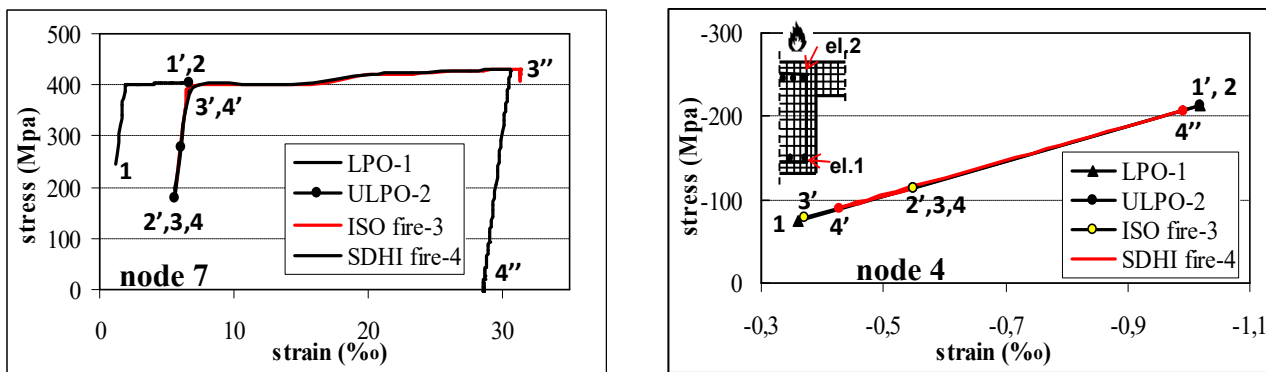 500
400
300
200
100
0
stress (Mpa)
1
1’,2
3’,4’
2’,3,4
3’’
4’’
LPO-1
ULPO-2
ISO fire-3
SDHI fire-4
node 7
0 10 20 30
strain (‰)
-300
-200
-100
0
stress (Mpa)
el,2
el.1
1’, 2
4’’
3’
1
4’
2’,3,4
LPO-1
ULPO-2
ISO fire-3
SDHI fire-4
node 4
-0,3 -0,5 -0,7 -0,9 -1,1
strain (‰)